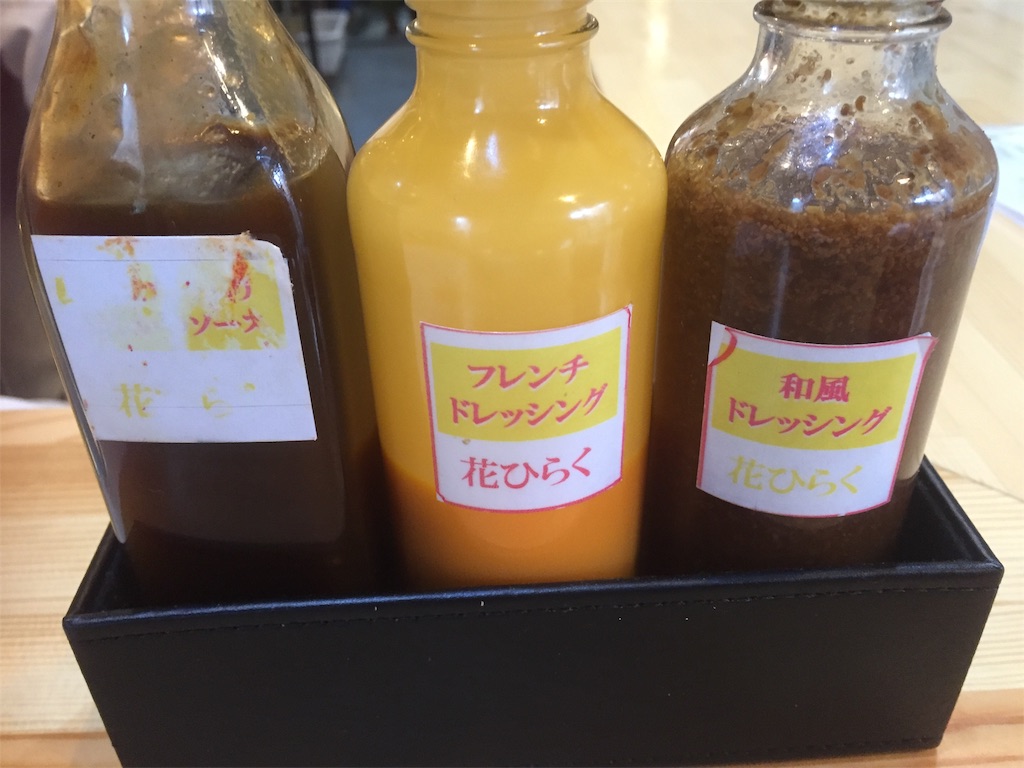 ソース
花 ら
フレンチ
ドレッシング
花ひらく
和風
ドレッシング
花ひらく